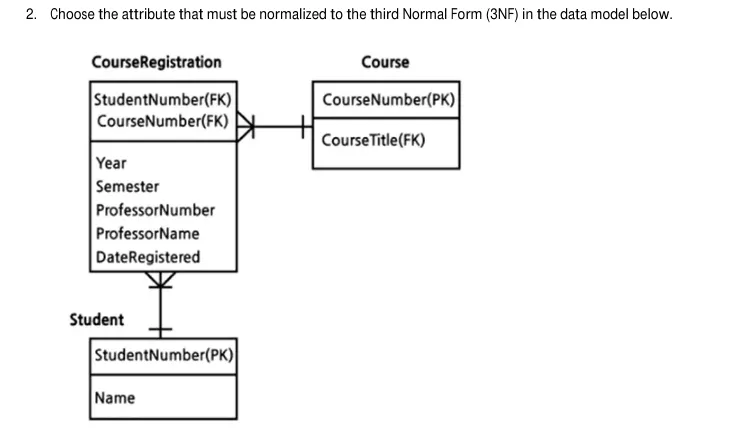 2. Choose the attribute that must be normalized to the third Normal Form (3NF) in the data model below.
CourseRegistration
StudentNumber(FK)
CourseNumber(FK)
Year
Semester
ProfessorNumber
ProfessorName
DateRegistered
Course
CourseNumber(PK)
CourseTitle(FK)
Student
StudentNumber(PK)
Name